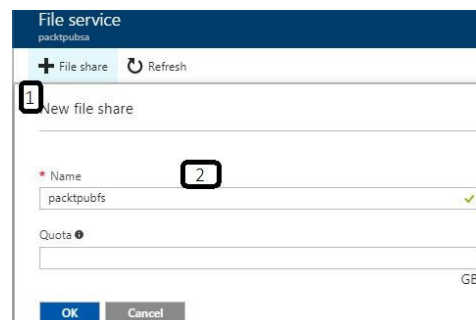 File service
packtpubsa
File share Refresh
1
New file share
2
* Name
packtpubfs
Quota
GB
OK Cancel